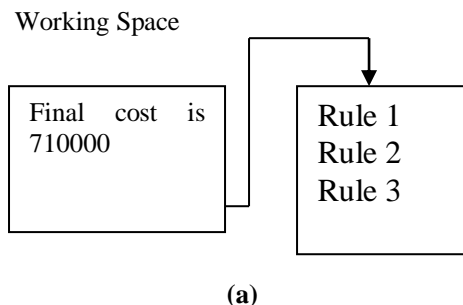 Working Space
Final cost is
710000
Rule 1
Rule 2
Rule 3
(a)